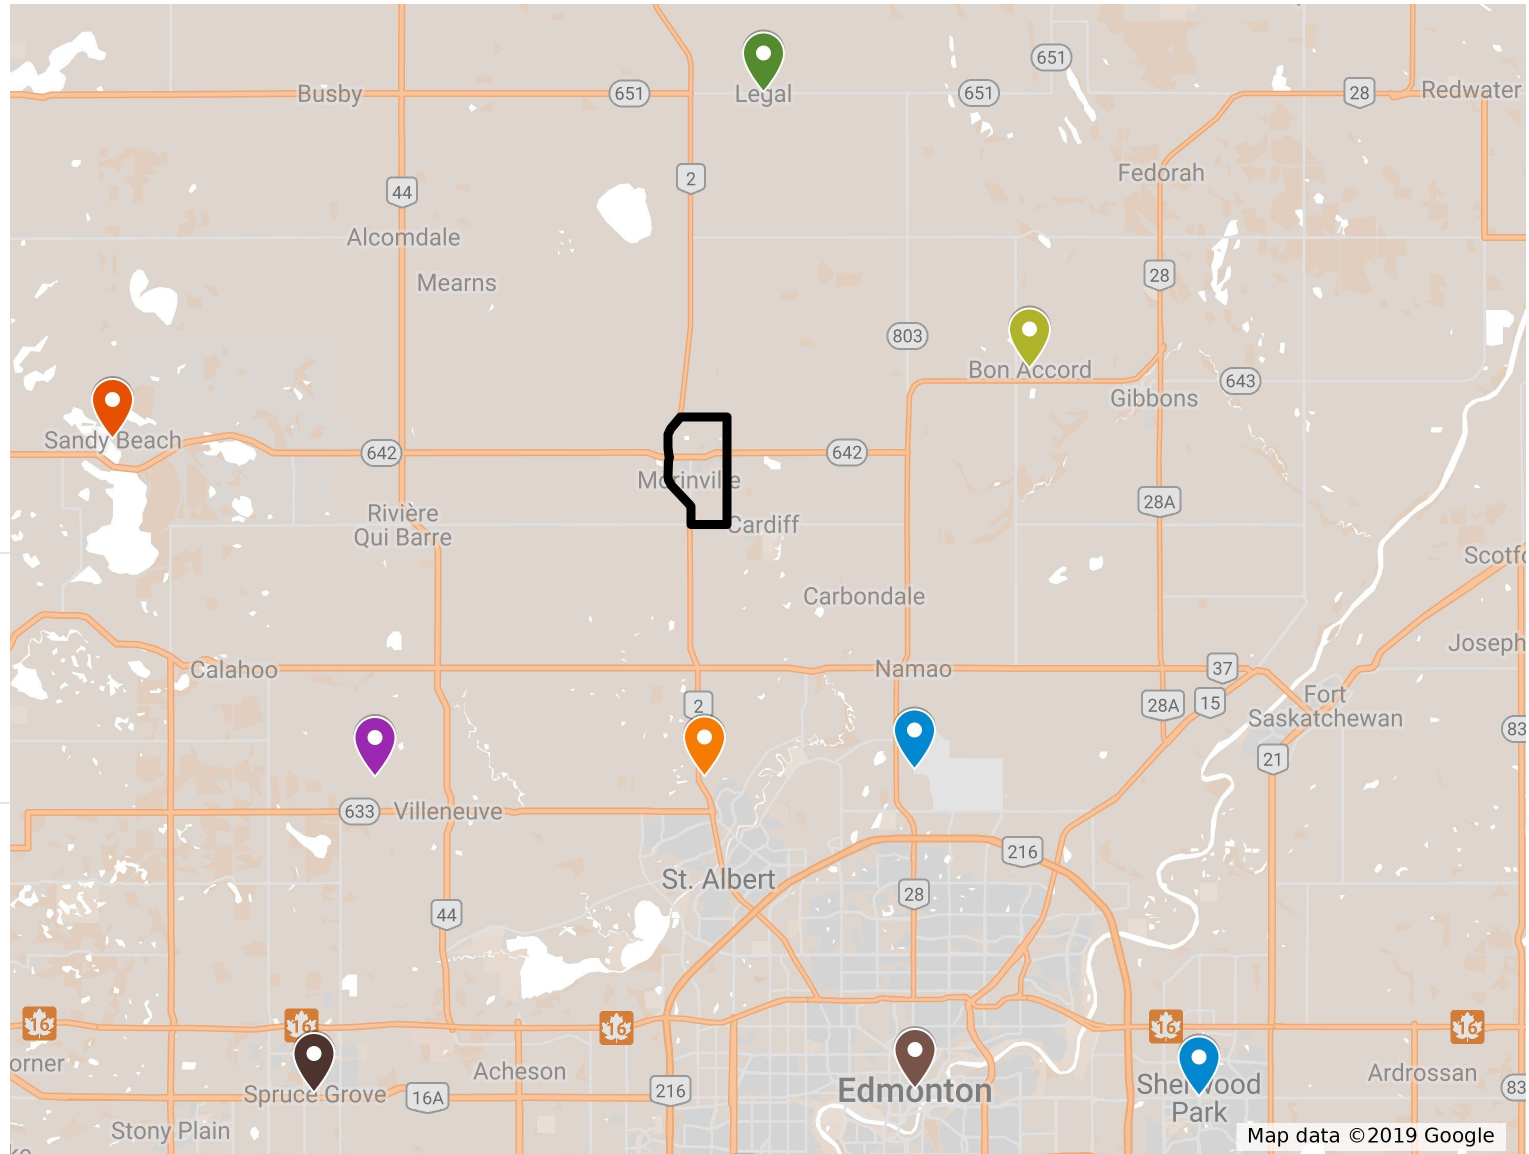 651
Legal
Busby
651
651
28
Redwater
Fedorah
2
44
Alcomdale
Mearns
28
803
Bon Accord
643
Gibbons
Sandy Beach
642
642
Morinville
28A
Rivière
Qui Barre
Cardiff
Scotfo
Carbondale
Joseph
Calahoo
Namao
37
2
28A
15
Fort
Saskatchewan
83
21
633
Villeneuve
216
St. Albert
28
44
16
16
16
16
16
orner
Acheson
Ardrossan
Spruce Grove
16A
216
Edmonton
Sherwood
Park
83
Stony Plain
Map data ©2019 Google